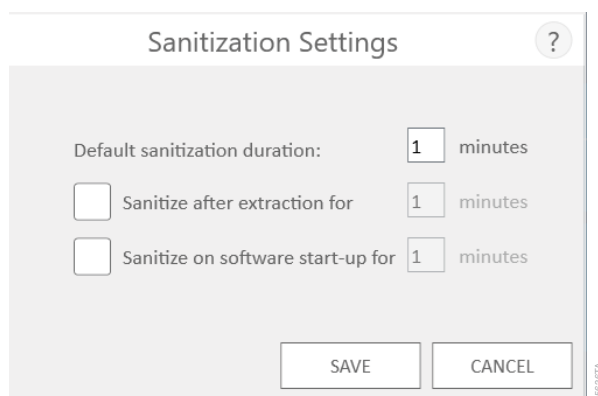 Sanitization Settings ?
Default sanitization duration: 1 minutes
Sanitize after extraction for 1 minutes
Sanitize on software start-up for 1 minutes
SAVE CANCEL